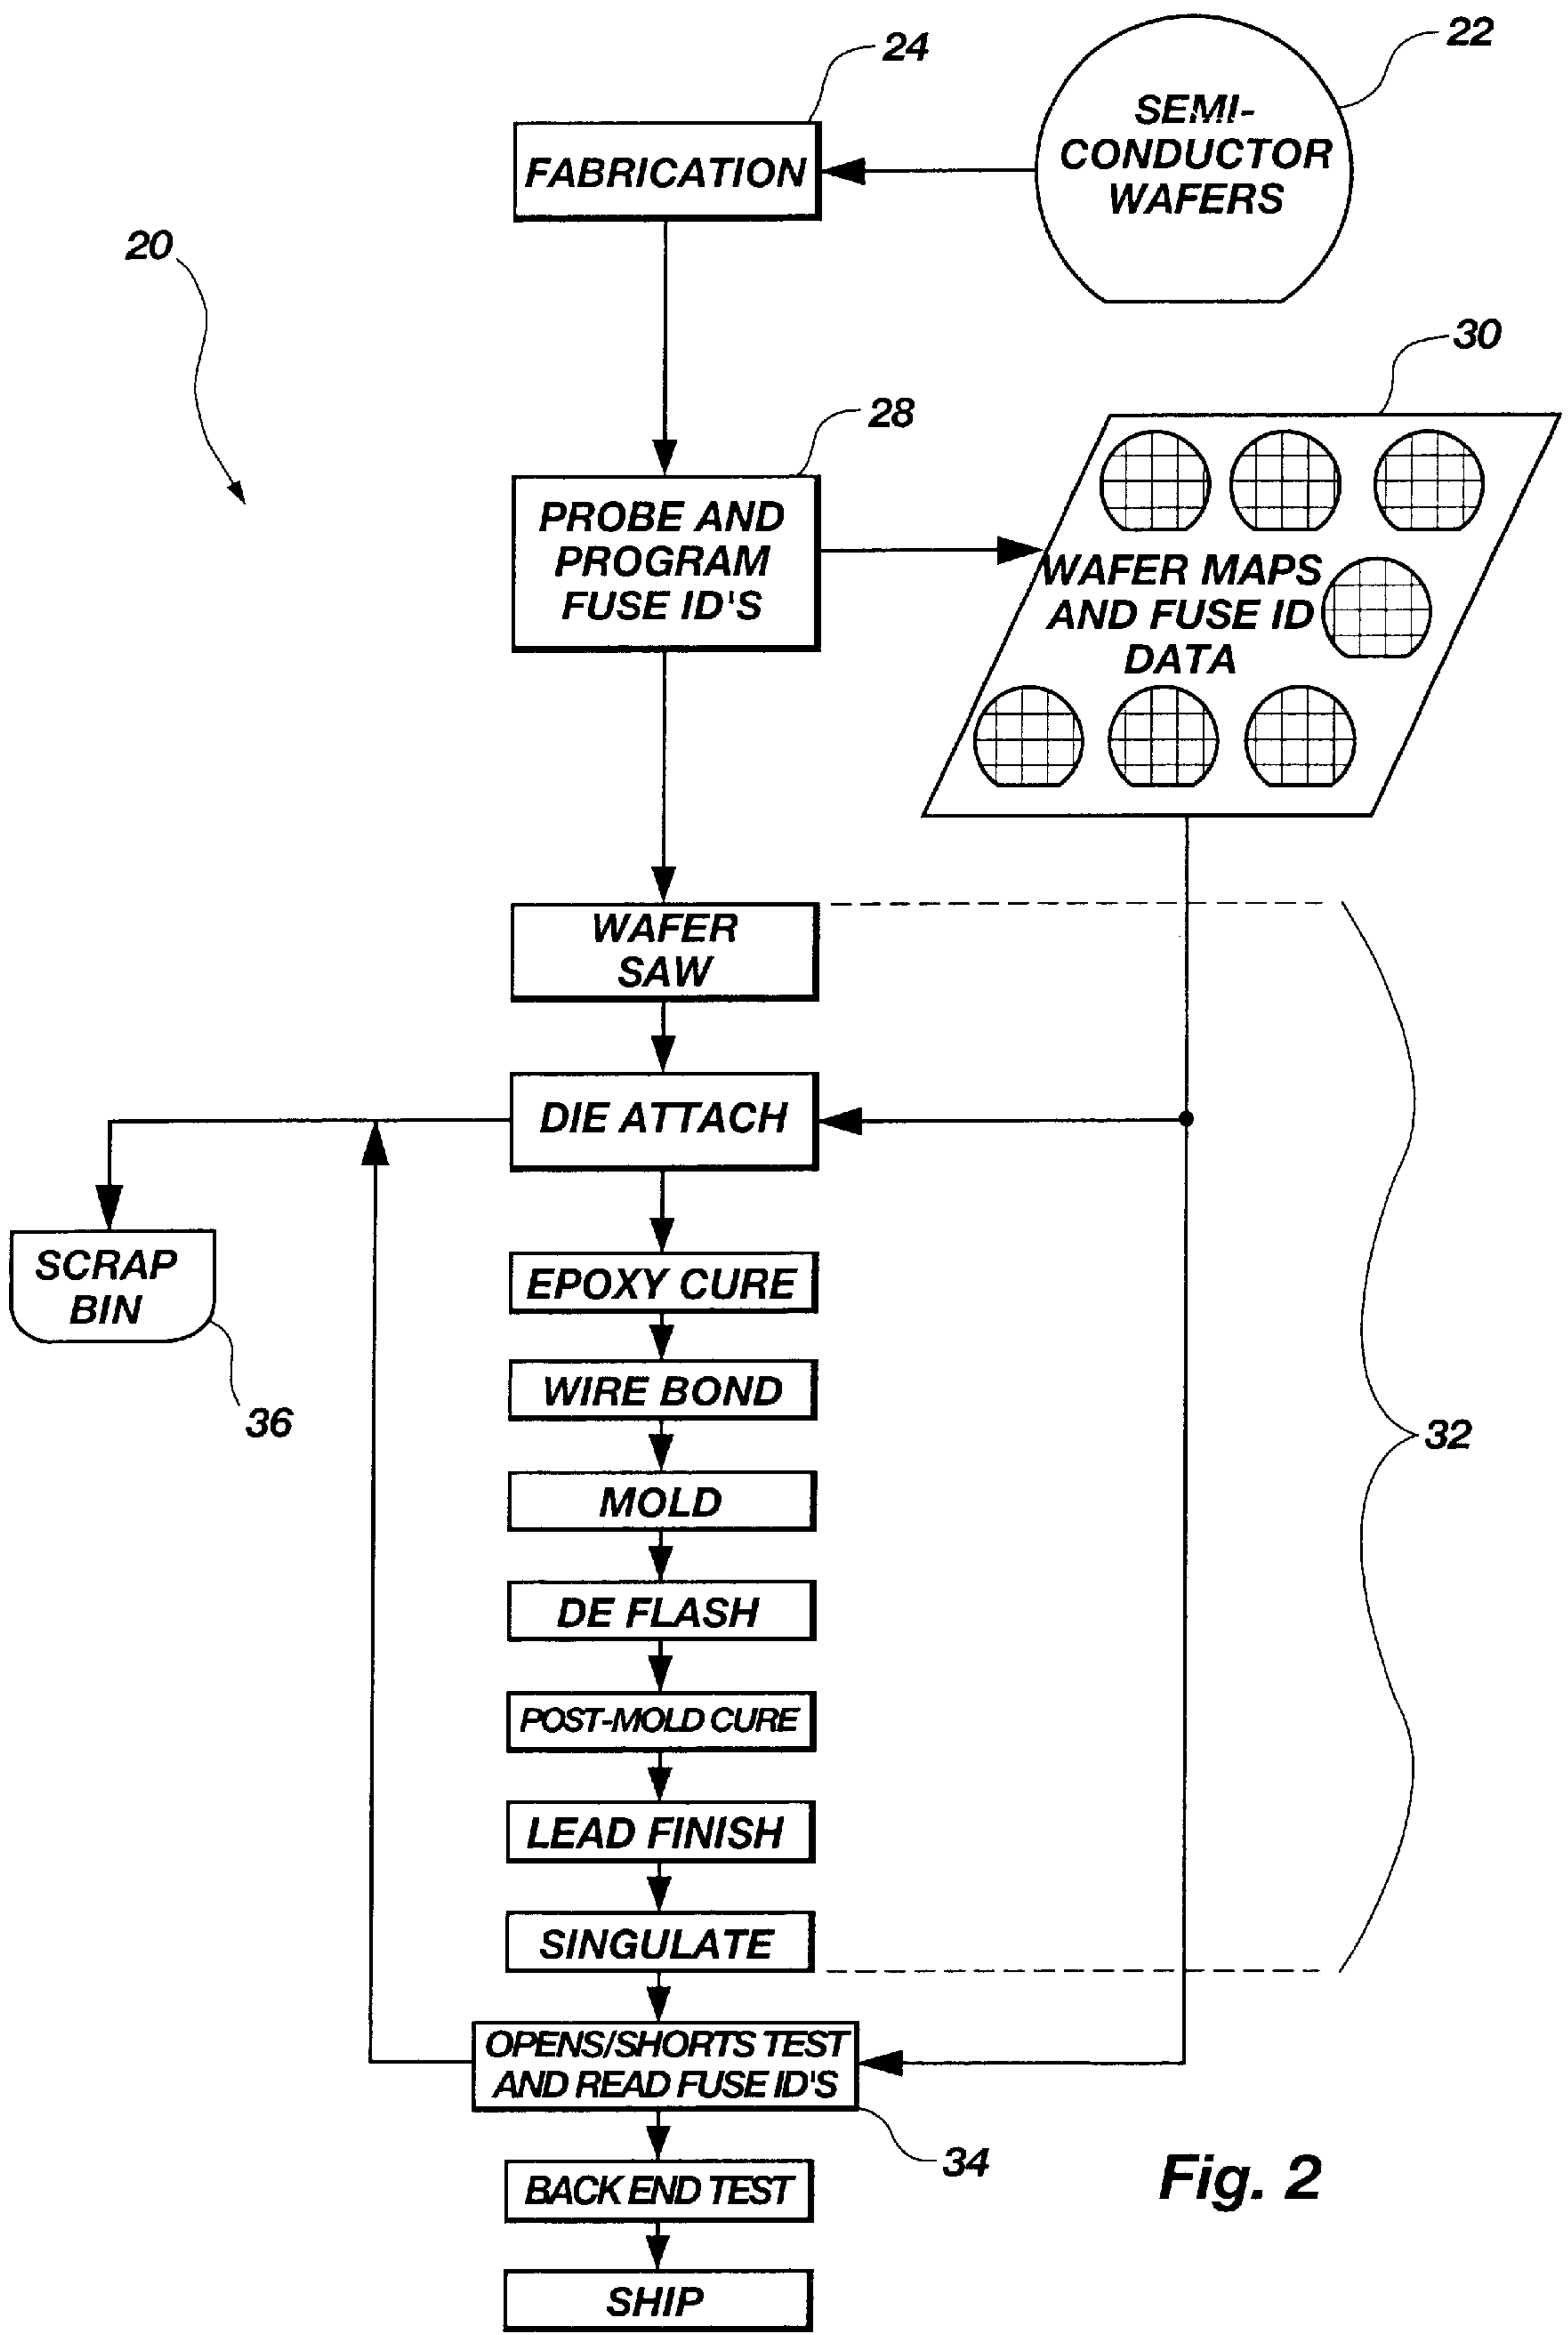 24
22
SEMI-
CONDUCTOR
WAFERS
FABRICATION
20
30
28
PROBE AND
PROGRAM
FUSE ID'S
WAFER MAPS
AND FUSE ID
DATA
WAFER
SAW
DIE ATTACH
SCRAP
BIN
36
EPOXY CURE
WIRE BOND
32
MOLD
DE FLASH
POST-MOLD CURE
LEAD FINISH
SINGULATE
OPENS/SHORTS TEST
AND READ FUSE ID'S
34
BACK END TEST
SHIP
Fig. 2